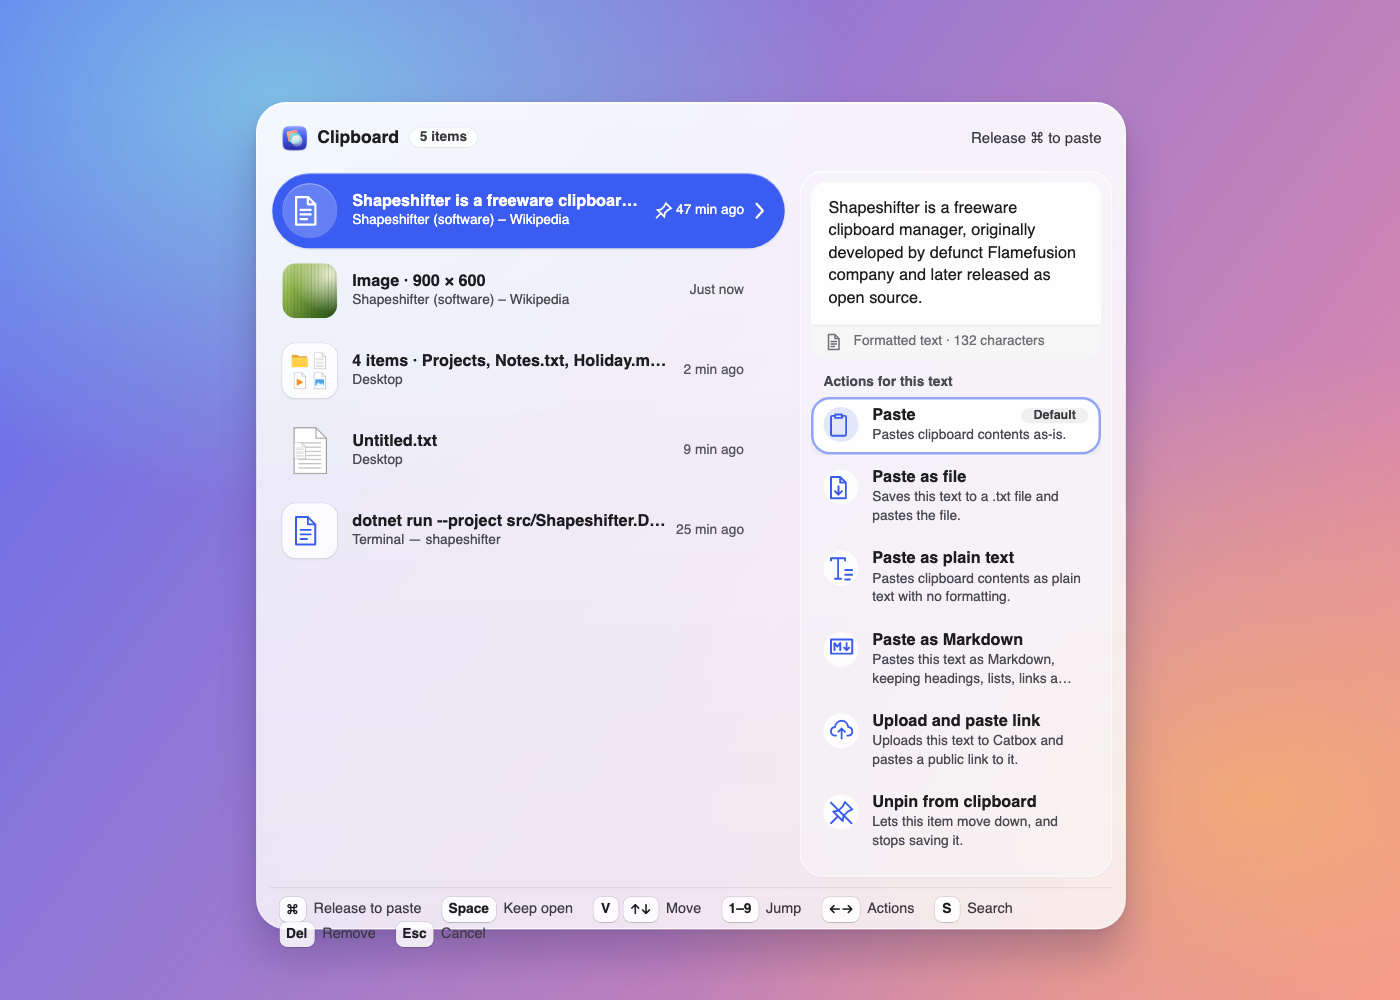 Clipboard 5 items
Release ⌘ to paste
Shapeshifter is a freeware clipboar…
Shapeshifter (software) – Wikipedia
47 min ago
Image · 900 × 600
Shapeshifter (software) – Wikipedia
Just now
4 items · Projects, Notes.txt, Holiday.m…
Desktop
2 min ago
Untitled.txt
Desktop
9 min ago
dotnet run --project src/Shapeshifter.D…
Terminal — shapeshifter
25 min ago
Shapeshifter is a freeware
clipboard manager, originally
developed by defunct Flamefusion
company and later released as
open source.
Formatted text · 132 characters
Actions for this text
Paste Default
Pastes clipboard contents as-is.
Paste as file
Saves this text to a .txt file and
pastes the file.
Paste as plain text
Pastes clipboard contents as plain
text with no formatting.
M Paste as Markdown
Pastes this text as Markdown,
keeping headings, lists, links a…
Upload and paste link
Uploads this text to Catbox and
pastes a public link to it.
Unpin from clipboard
Lets this item move down, and
stops saving it.
⌘ Release to paste Space Keep open V ↑↓ Move 1–9 Jump ←→ Actions S Search
Del Remove Esc Cancel